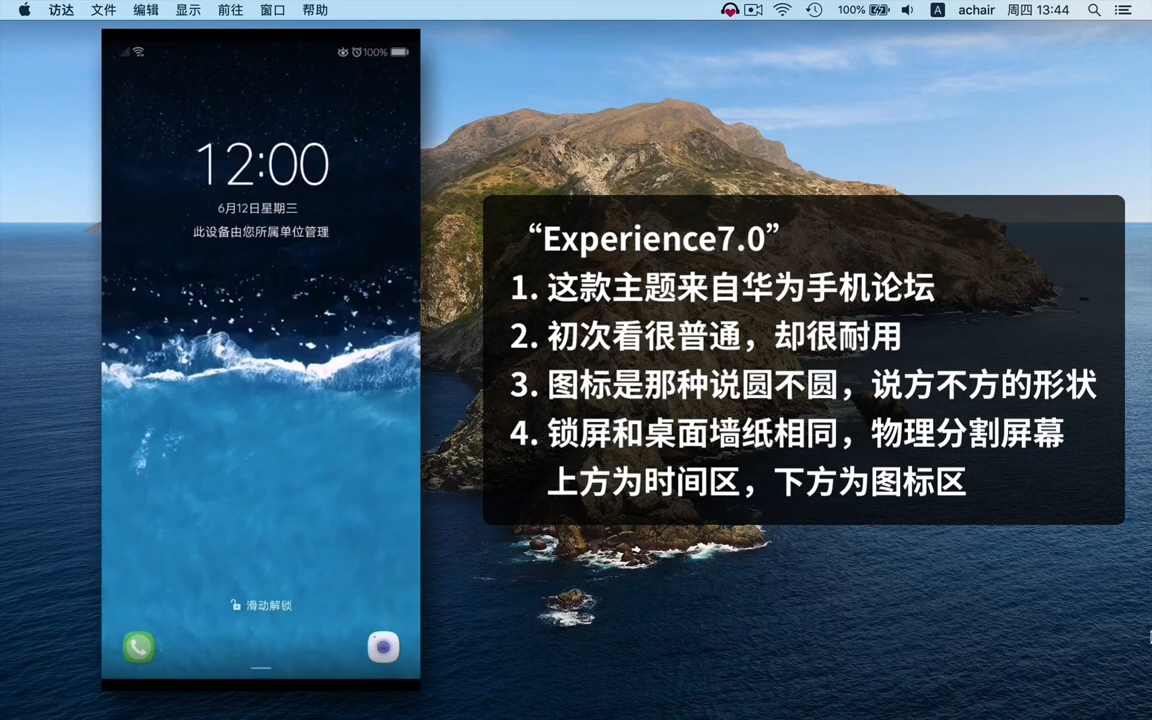 访达 文件 编辑 显示 前往 窗口 帮助 100% A achair 周四 13:44
100%
12:00
6月12日星期三
此设备由您所属单位管理
“Experience7.0”
1. 这款主题来自华为手机论坛
2. 初次看很普通，却很耐用
3. 图标是那种说圆不圆，说方不方的形状
4. 锁屏和桌面墙纸相同，物理分割屏幕
上方为时间区，下方为图标区
滑动解锁